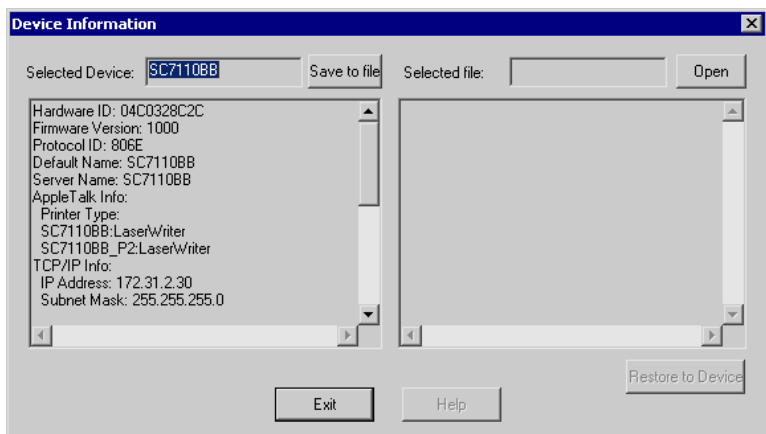 Device Information
Selected Device: SC7110BB Save to file Selected file: Open
Hardware ID: 04C0328C2C
Firmware Version: 1000
Protocol ID: 806E
Default Name: SC7110BB
Server Name: SC7110BB
AppleTalk Info:
Printer Type:
SC7110BB:LaserWriter
SC7110BB_P2:LaserWriter
TCP/IP Info:
IP Address: 172.31.2.30
Subnet Mask: 255.255.255.0
Restore to Device
Exit Help